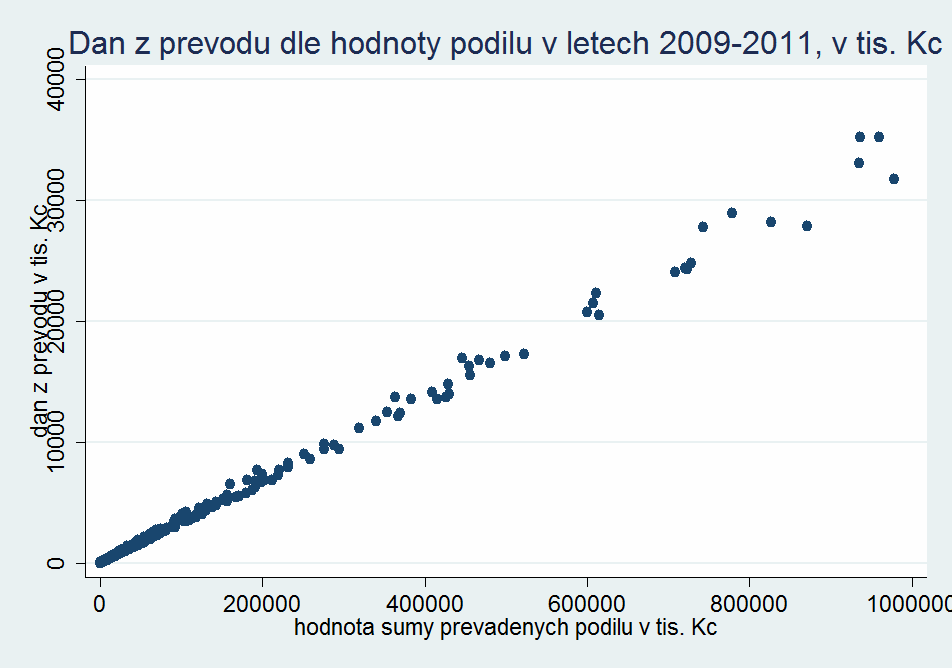 Dan z prevodu dle hodnoty podilu v letech 2009-2011, v tis. Kc
dan z prevodu v tis. Kc
40000
30000
20000
10000
0
0 200000 400000 600000 800000 1000000
hodnota sumy prevadenych podilu v tis. Kc